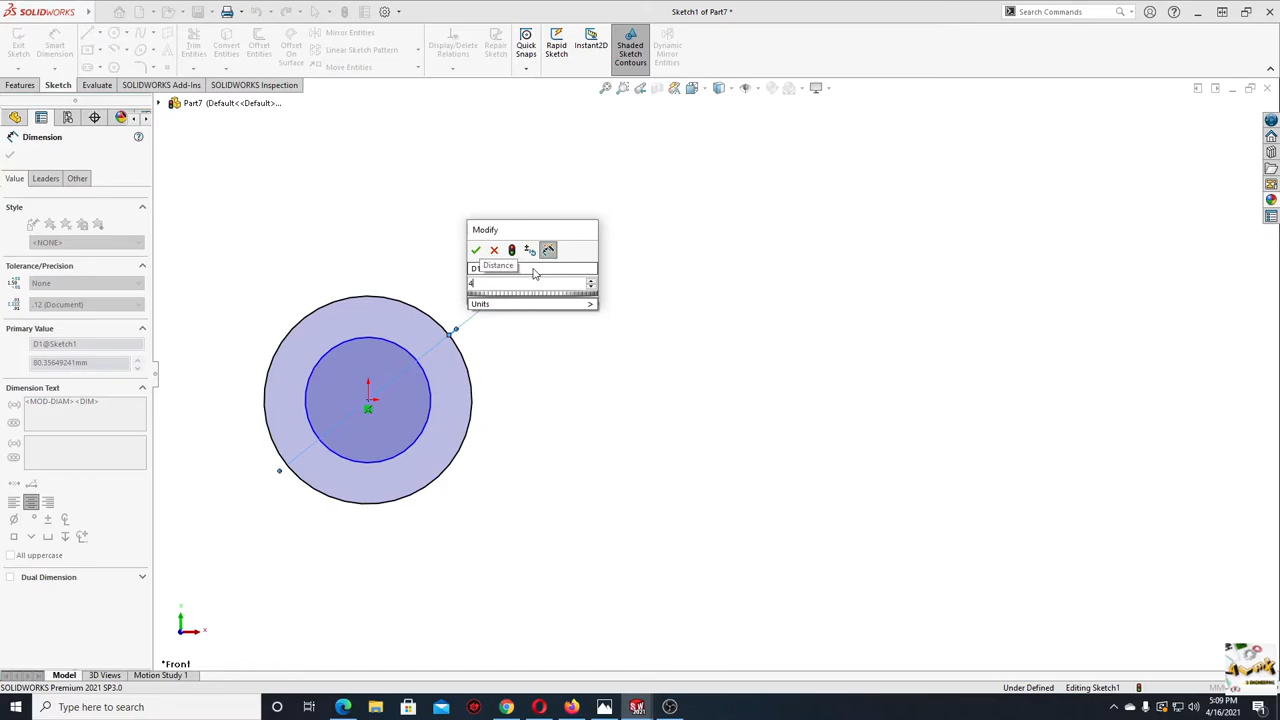 SOLIDWORKS
Sketch1 of Part7 *
Search Commands
Exit Sketch
Smart Dimension
Trim Entities
Convert Entities
Offset Entities
Offset On Surface
Mirror Entities
Linear Sketch Pattern
Move Entities
Display/Delete Relations
Repair Sketch
Quick Snaps
Rapid Sketch
Instant2D
Shaded Sketch Contours
Dynamic Mirror Entities
Features
Sketch
Evaluate
SOLIDWORKS Add-Ins
SOLIDWORKS Inspection
Part7 (Default<<Default>...
Dimension
Value
Leaders
Other
Style
<NONE>
Tolerance/Precision
None
.12 (Document)
Primary Value
D1@Sketch1
80.35649241mm
Dimension Text
<MOD-DIAM><DIM>
All uppercase
Dual Dimension
Modify
D1
Distance
4
Units >
Y
X
*Front
Model
3D Views
Motion Study 1
SOLIDWORKS Premium 2021 SP3.0
Under Defined
Editing Sketch1
Type here to search
5:09 PM
4/16/2021